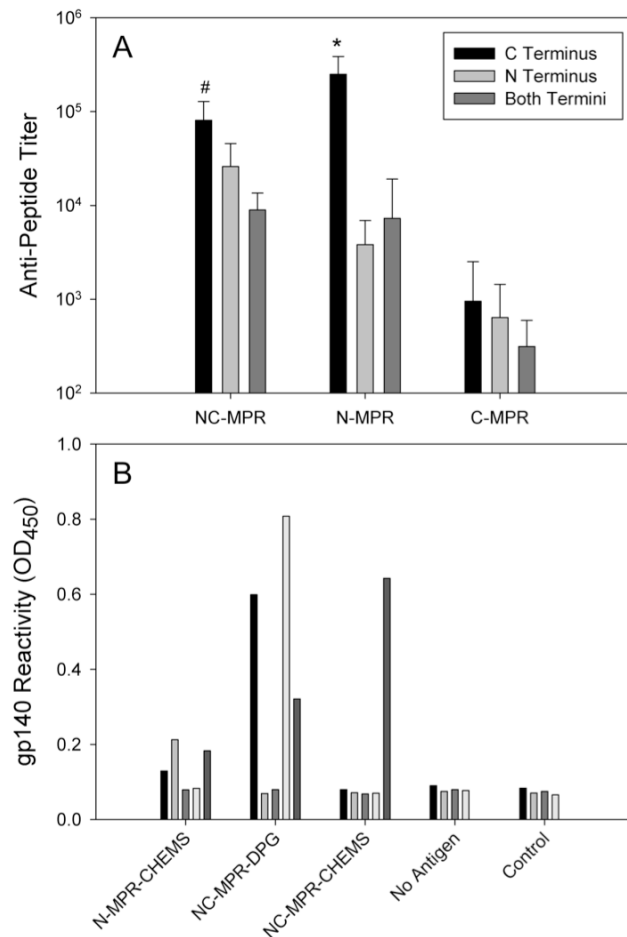 A
Anti-Peptide Titer
10⁶
10⁵
10⁴
10³
10²
#
*
C Terminus
N Terminus
Both Termini
NC-MPR
N-MPR
C-MPR
B
gp140 Reactivity (OD₄₅₀)
1.0
0.8
0.6
0.4
0.2
0.0
N-MPR-CHEMS
NC-MPR-DPG
NC-MPR-CHEMS
No Antigen
Control